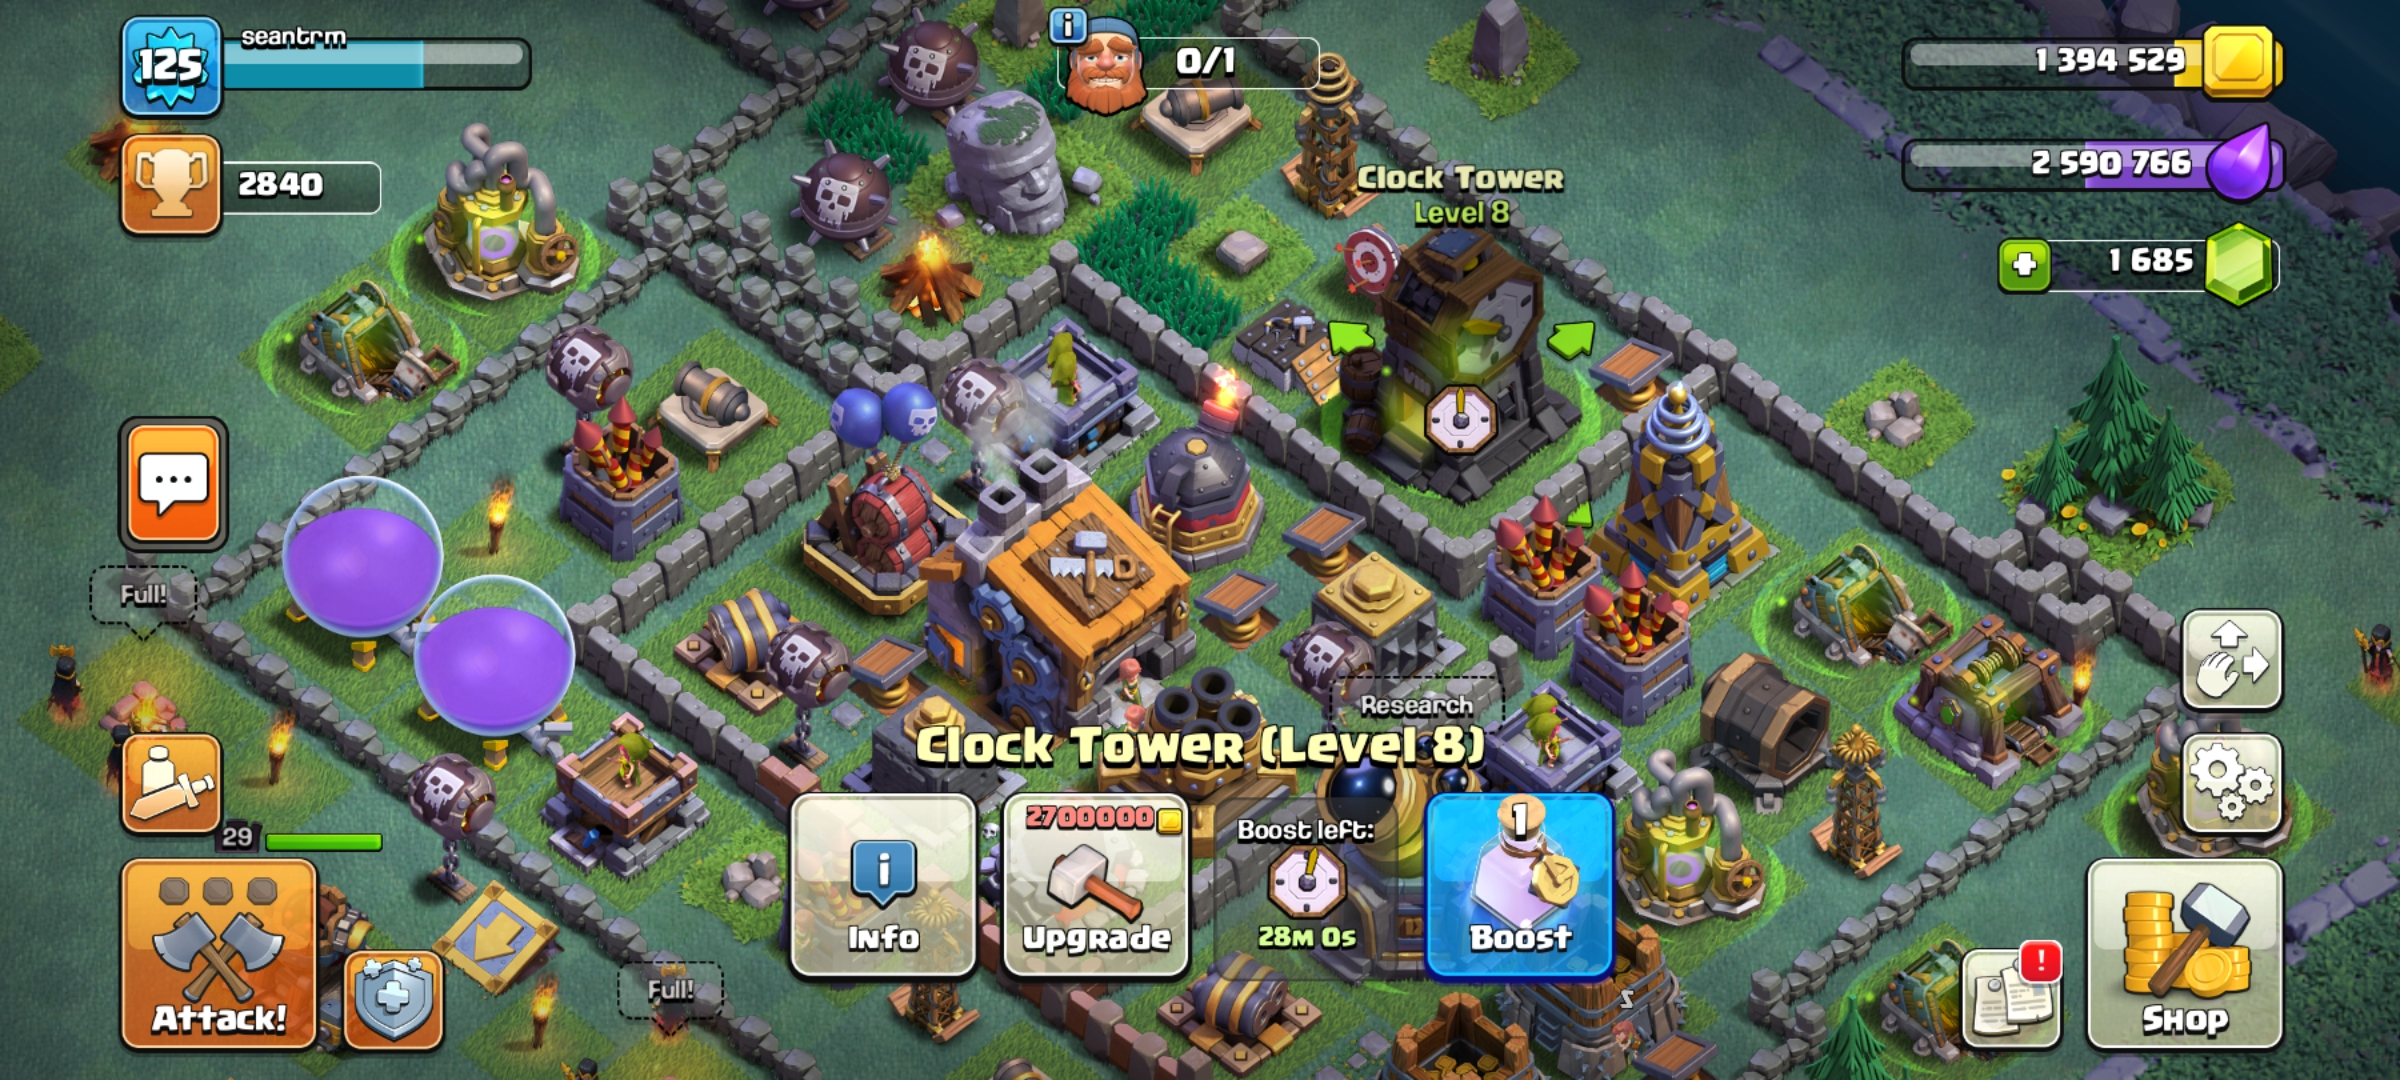 125
seantrm
0/1
1 394 529
2840
2 590 766
1 685
Clock Tower
Level 8
Full!
Research
Clock Tower (Level 8)
29
Info
2700000
Upgrade
Boost left:
28m 0s
1
Boost
Full!
Attack!
!
Shop